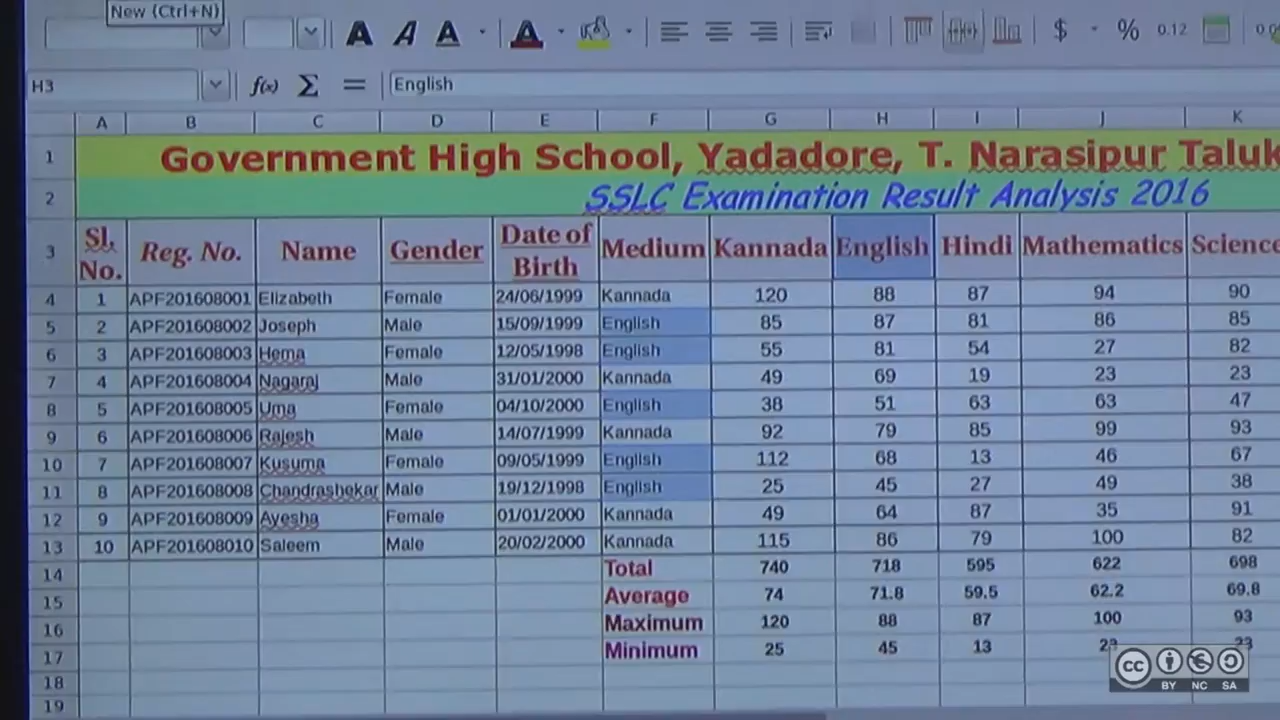 New (Ctrl+N)
A A A A $ % 0.12
H3 f(x) Σ = English
A B C D E F G H I J K
1 Government High School, Yadadore, T. Narasipur Taluk
2 SSLC Examination Result Analysis 2016
3 Sl. No. Reg. No. Name Gender Date of Birth Medium Kannada English Hindi Mathematics Science
4 1 APF201608001 Elizabeth Female 24/06/1999 Kannada 120 88 87 94 90
5 2 APF201608002 Joseph Male 15/09/1999 English 85 87 81 86 85
6 3 APF201608003 Hema Female 12/05/1998 English 55 81 54 27 82
7 4 APF201608004 Nagaraj Male 31/01/2000 Kannada 49 69 19 23 23
8 5 APF201608005 Uma Female 04/10/2000 English 38 51 63 63 47
9 6 APF201608006 Rajesh Male 14/07/1999 Kannada 92 79 85 99 93
10 7 APF201608007 Kusuma Female 09/05/1999 English 112 68 13 46 67
11 8 APF201608008 Chandrashekar Male 19/12/1998 English 25 45 27 49 38
12 9 APF201608009 Ayesha Female 01/01/2000 Kannada 49 64 87 35 91
13 10 APF201608010 Saleem Male 20/02/2000 Kannada 115 86 79 100 82
14 Total 740 718 595 622 698
15 Average 74 71.8 59.5 62.2 69.8
16 Maximum 120 88 87 100 93
17 Minimum 25 45 13 23 23
18
19
cc BY NC SA